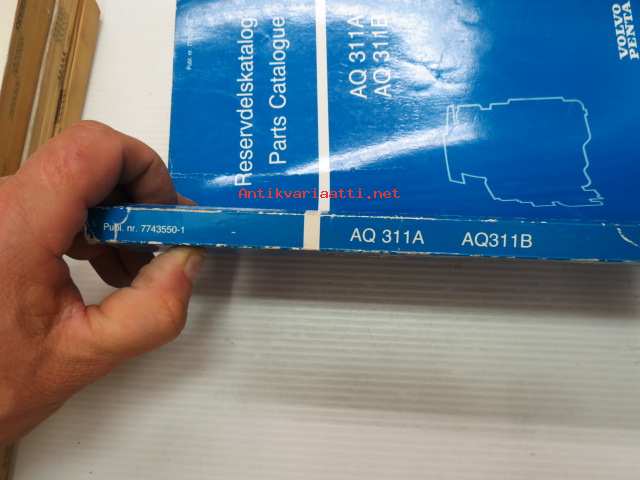 Reservdelskatalog
Parts Catalogue
AQ 311A
AQ 311B
VOLVO
PENTA
Antikvariaatti.net
Publ. nr. 7743550-1
AQ 311A AQ311B